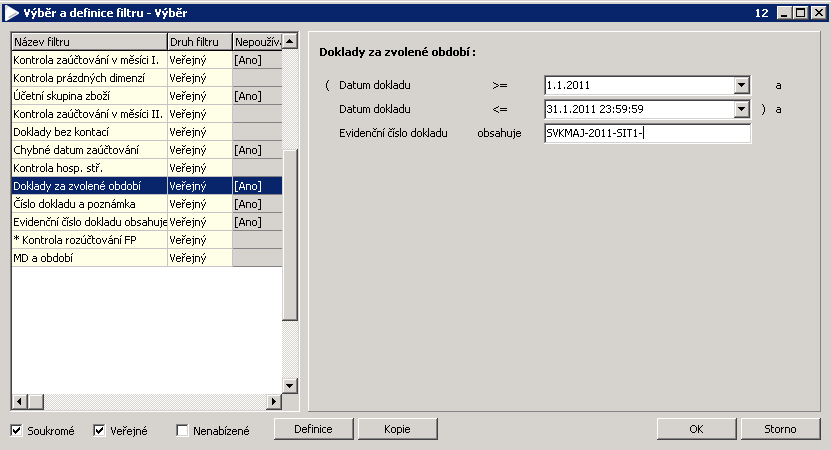 Výběr a definice filtru - Výběr 12
Název filtru Druh filtru Nepoužív
Kontrola zaúčtování v měsíci I. Veřejný [Ano]
Kontrola prázdných dimenzí Veřejný
Účetní skupina zboží Veřejný [Ano]
Kontrola zaúčtování v měsíci II. Veřejný
Doklady bez kontací Veřejný
Chybné datum zaúčtování Veřejný [Ano]
Kontrola hosp. stř. Veřejný
Doklady za zvolené období Veřejný [Ano]
Číslo dokladu a poznámka Veřejný [Ano]
Evidenční číslo dokladu obsahuje Veřejný [Ano]
* Kontrola rozúčtování FP Veřejný
MD a období Veřejný
Doklady za zvolené období :
( Datum dokladu >= 1.1.2011 a
Datum dokladu <= 31.1.2011 23:59:59 ) a
Evidenční číslo dokladu obsahuje SVKMAJ-2011-SIT1-
Soukromé Veřejné Nenabízené Definice Kopie OK Storno